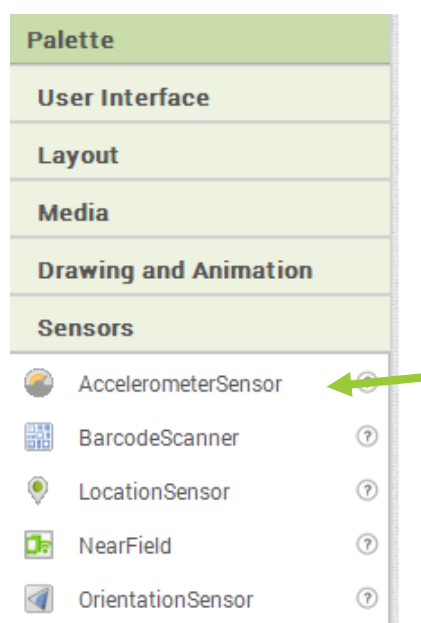 Palette
User Interface
Layout
Media
Drawing and Animation
Sensors
AccelerometerSensor ?
BarcodeScanner ?
LocationSensor ?
NearField ?
OrientationSensor ?